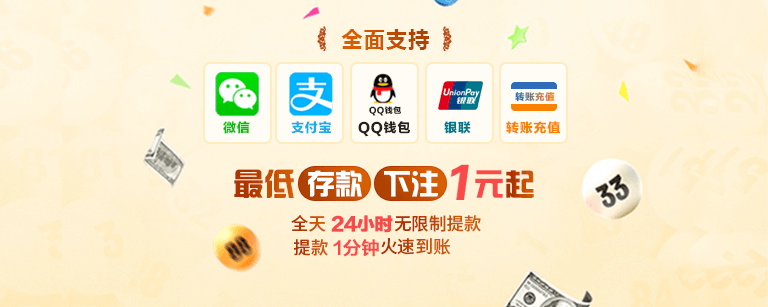 全面支持
微信
支付宝
QQ钱包
QQ钱包
UnionPay
银联
银联
转账充值
转账充值
最低 存款 下注 1元起
全天 24小时无限制提款
提款 1分钟火速到账
33